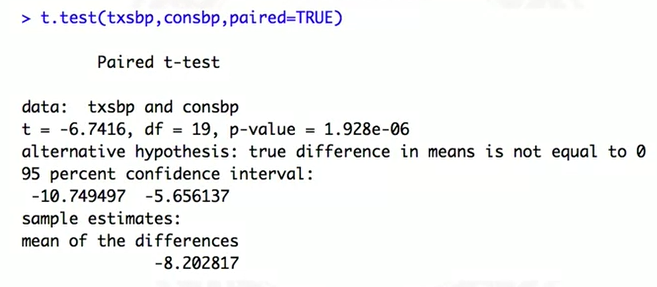 > t.test(txsbp,consbp,paired=TRUE)
Paired t-test
data:  txsbp and consbp
t = -6.7416, df = 19, p-value = 1.928e-06
alternative hypothesis: true difference in means is not equal to 0
95 percent confidence interval:
-10.749497  -5.656137
sample estimates:
mean of the differences
-8.202817